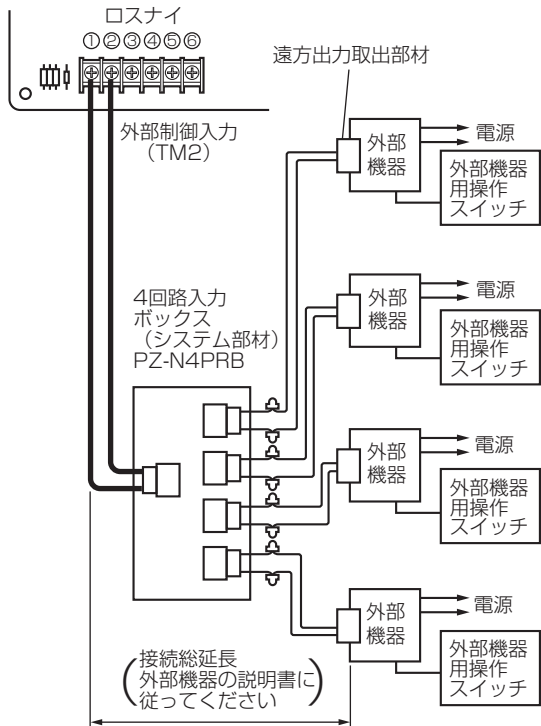 ロスナイ
①②③④⑤⑥
外部制御入力
（TM2）
遠方出力取出部材
外部
機器
電源
外部機器
用操作
スイッチ
4回路入力
ボックス
（システム部材）
PZ-N4PRB
外部
機器
電源
外部機器
用操作
スイッチ
外部
機器
電源
外部機器
用操作
スイッチ
外部
機器
電源
外部機器
用操作
スイッチ
（接続総延長
外部機器の説明書に
従ってください）